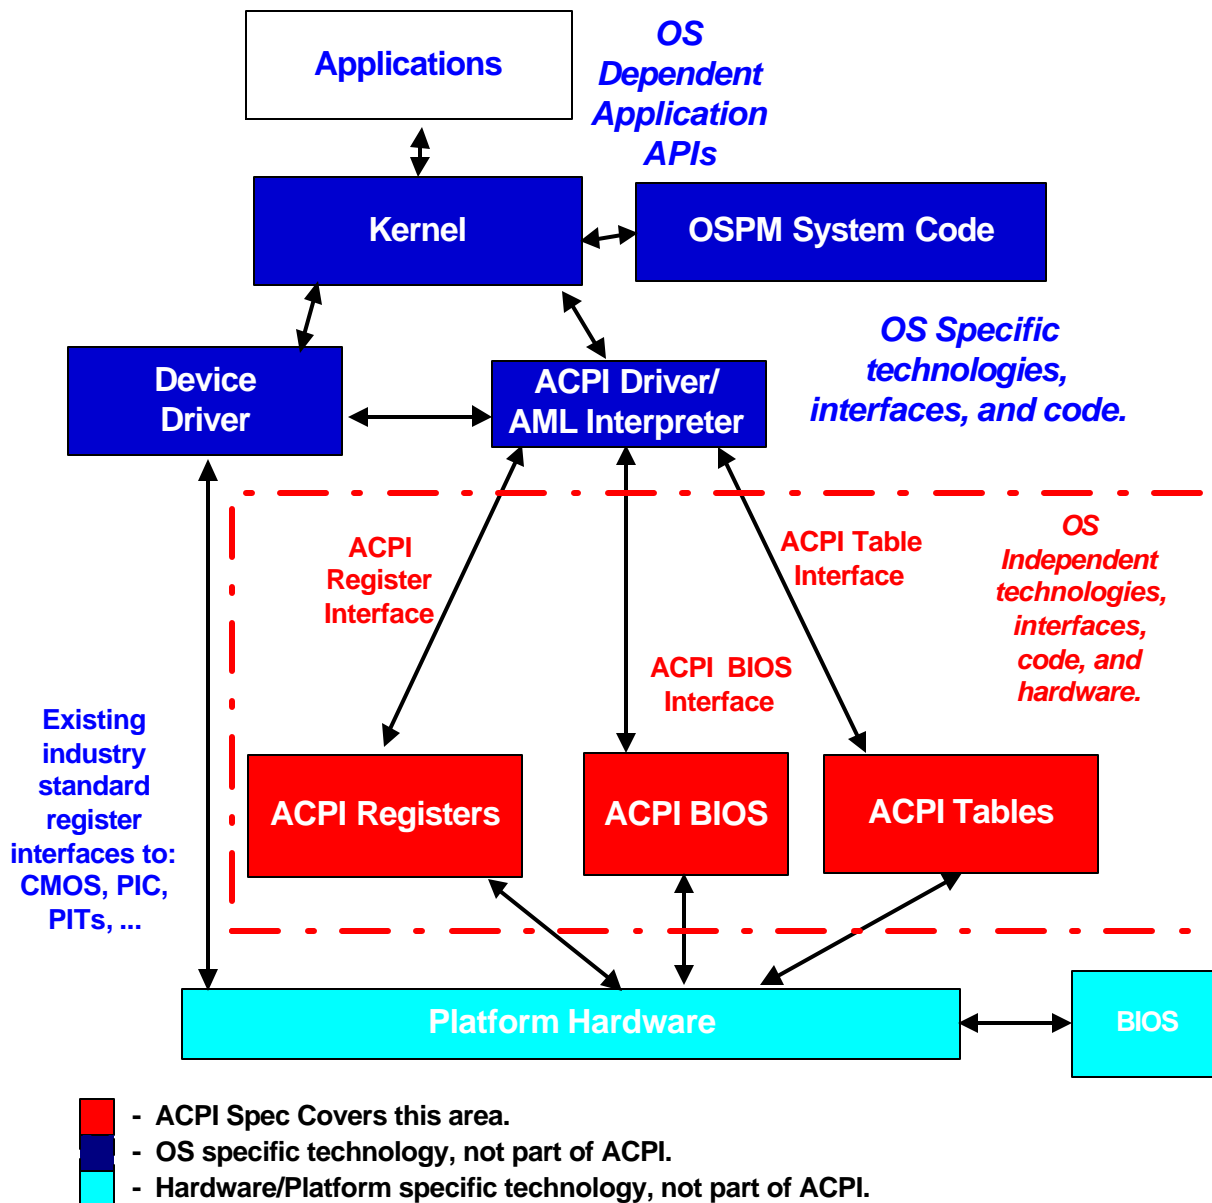 Applications
OS
Dependent
Application
APIs
Kernel
OSPM System Code
OS Specific
technologies,
interfaces, and code.
Device
Driver
ACPI Driver/
AML Interpreter
ACPI
Register
Interface
ACPI Table
Interface
OS
Independent
technologies,
interfaces,
code, and
hardware.
ACPI BIOS
Interface
Existing
industry
standard
register
interfaces to:
CMOS, PIC,
PITs, ...
ACPI Registers
ACPI BIOS
ACPI Tables
Platform Hardware
BIOS
- ACPI Spec Covers this area.
- OS specific technology, not part of ACPI.
- Hardware/Platform specific technology, not part of ACPI.